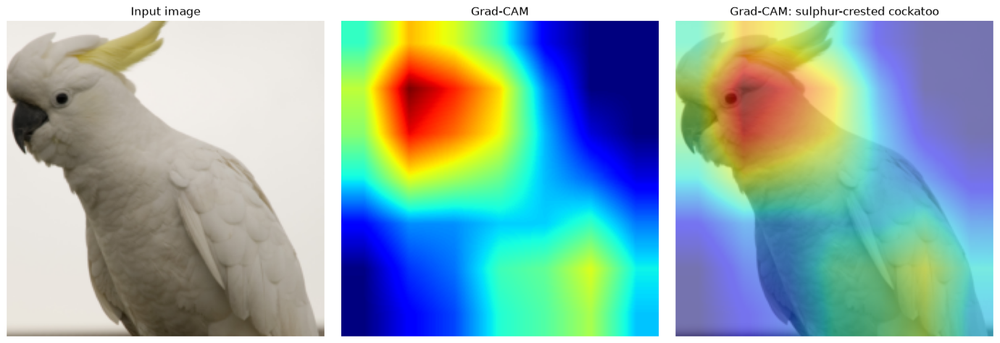 Input image
Grad-CAM
Grad-CAM: sulphur-crested cockatoo